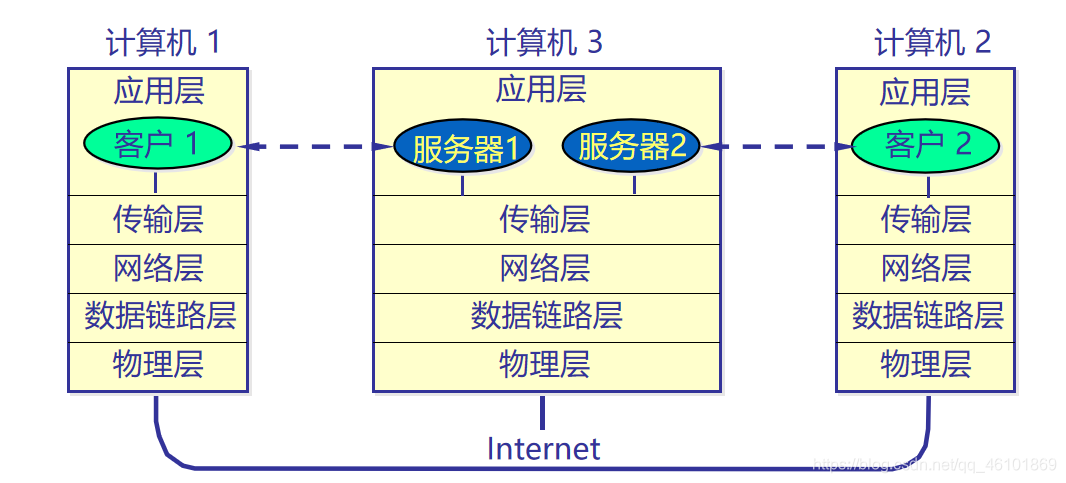 计算机 1
计算机 3
计算机 2
应用层
应用层
应用层
客户 1
服务器1
服务器2
客户 2
传输层
传输层
传输层
网络层
网络层
网络层
数据链路层
数据链路层
数据链路层
物理层
物理层
物理层
Internet
https://blog.csdn.net/qq_46101869